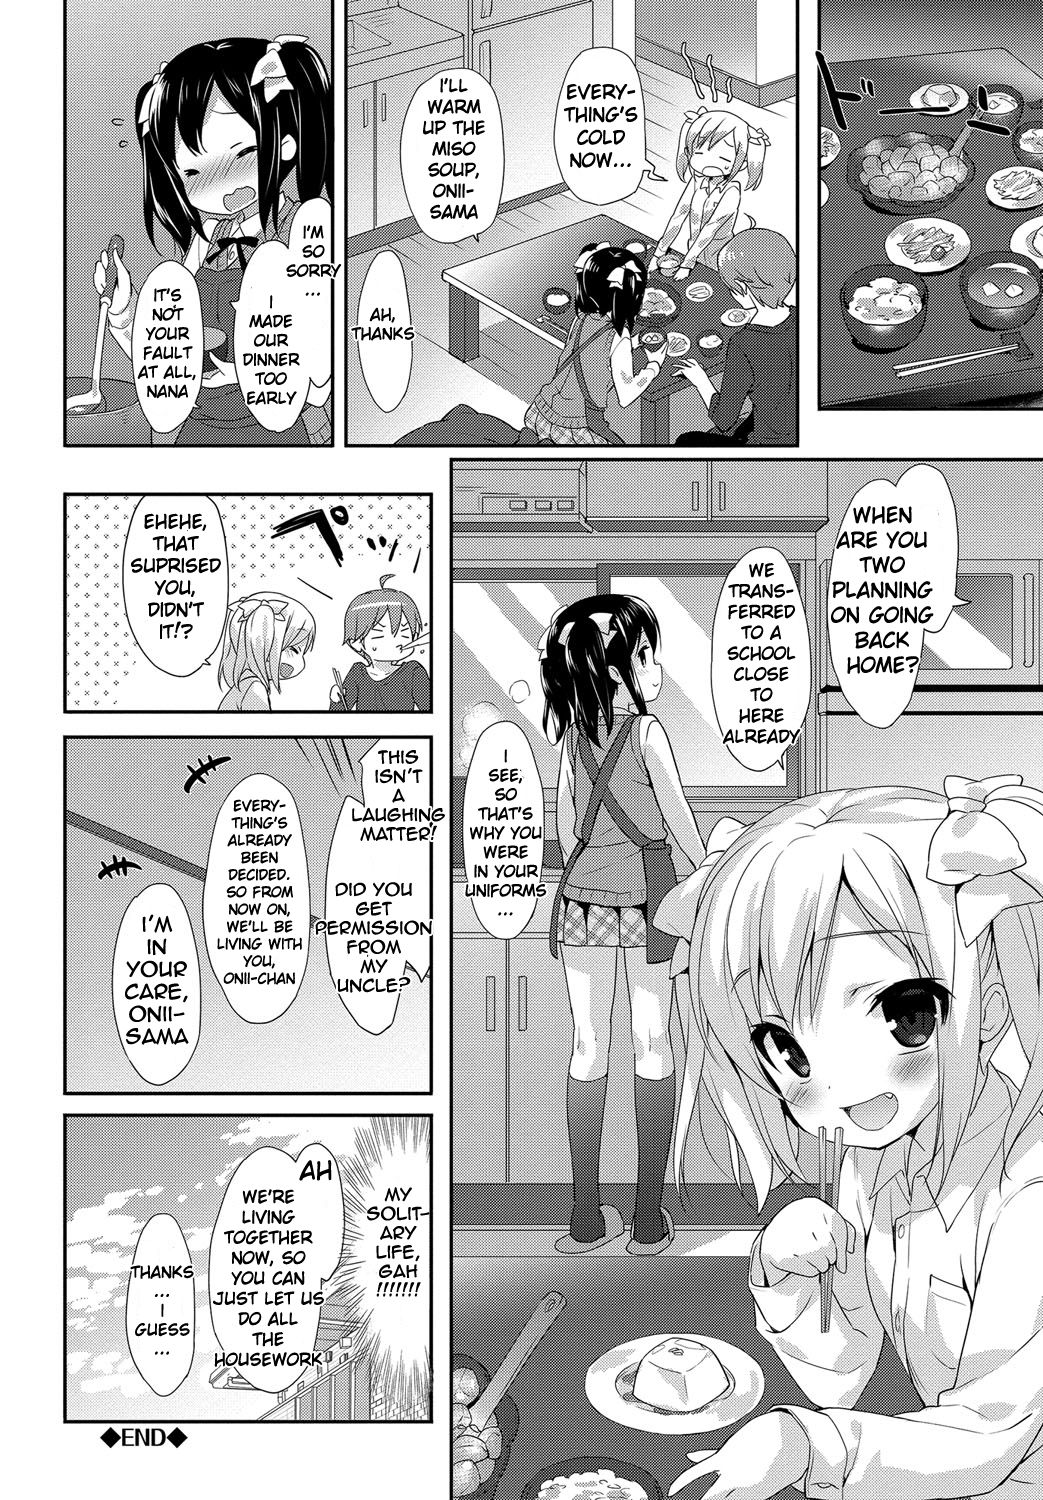 ドーン
EVERY-
THING'S
COLD
NOW...
I'LL
WARM
UP THE
MISO
SOUP,
ONII-
SAMA
AH,
THANKS
I'M
SO
SORRY
...
I
MADE
OUR
DINNER
TOO
EARLY
IT'S
NOT
YOUR
FAULT
AT ALL,
NANA
WHEN
ARE YOU
TWO
PLANNING
ON GOING
BACK
HOME?
WE
TRANS-
FERRED
TO A
SCHOOL
CLOSE
TO
HERE
ALREADY
I
SEE,
SO
THAT'S
WHY YOU
WERE
IN YOUR
UNIFORMS
...
プーッ
EHEHE,
THAT
SUPRISED
YOU,
DIDN'T
IT!?
THIS
ISN'T
A
LAUGHING
MATTER!
DID YOU
GET
PERMISSION
FROM
MY
UNCLE?
EVERY-
THING'S
ALREADY
BEEN
DECIDED.
SO FROM
NOW ON,
WE'LL BE
LIVING WITH
YOU,
ONII-CHAN
I'M
IN
YOUR
CARE,
ONII-
SAMA
MY
SOLIT-
ARY
LIFE,
GAH
!!!!!!!
AH
WE'RE
LIVING
TOGETHER
NOW, SO
YOU CAN
JUST LET US
DO ALL
THE
HOUSEWORK
THANKS
...
I
GUESS
...
◆END◆